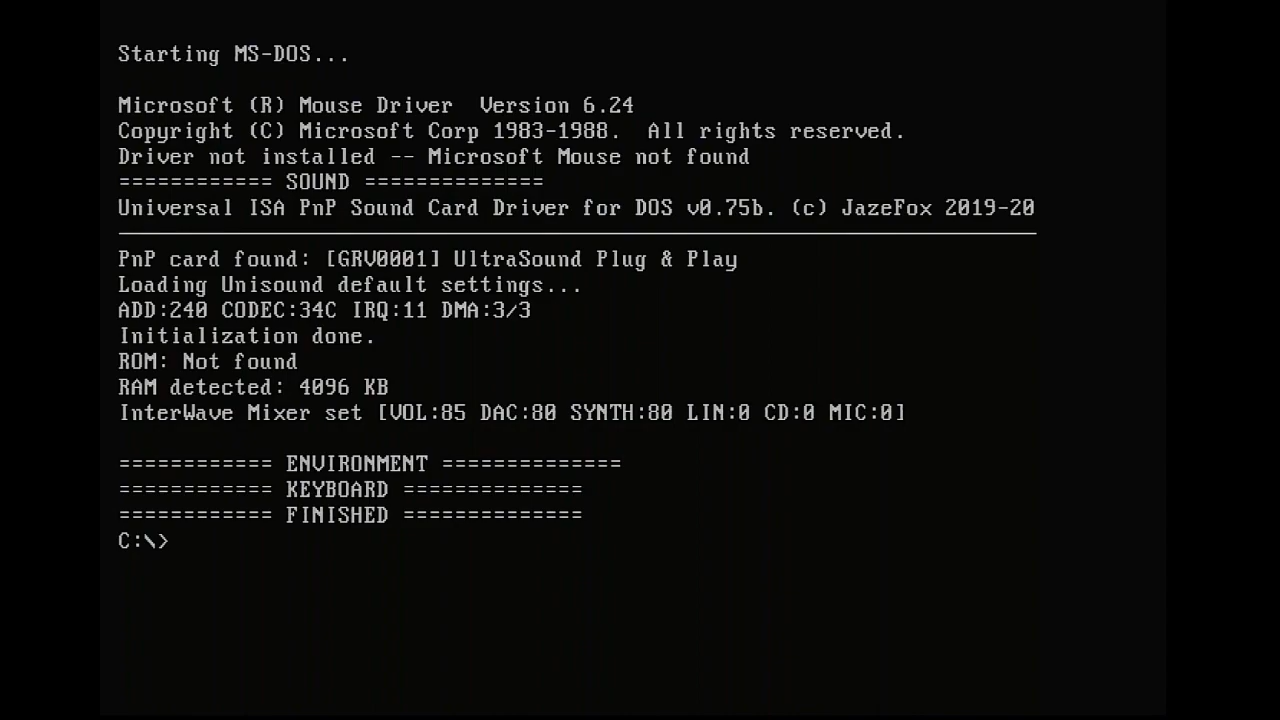 Starting MS-DOS...
Microsoft (R) Mouse Driver  Version 6.24
Copyright (C) Microsoft Corp 1983-1988.  All rights reserved.
Driver not installed -- Microsoft Mouse not found
============ SOUND ==============
Universal ISA PnP Sound Card Driver for DOS v0.75b. (c) JazeFox 2019-20
PnP card found: [GRV0001] UltraSound Plug & Play
Loading Unisound default settings...
ADD:240 CODEC:34C IRQ:11 DMA:3/3
Initialization done.
ROM: Not found
RAM detected: 4096 KB
InterWave Mixer set [VOL:85 DAC:80 SYNTH:80 LIN:0 CD:0 MIC:0]
============ ENVIRONMENT ==============
============ KEYBOARD ==============
============ FINISHED ==============
C:\>